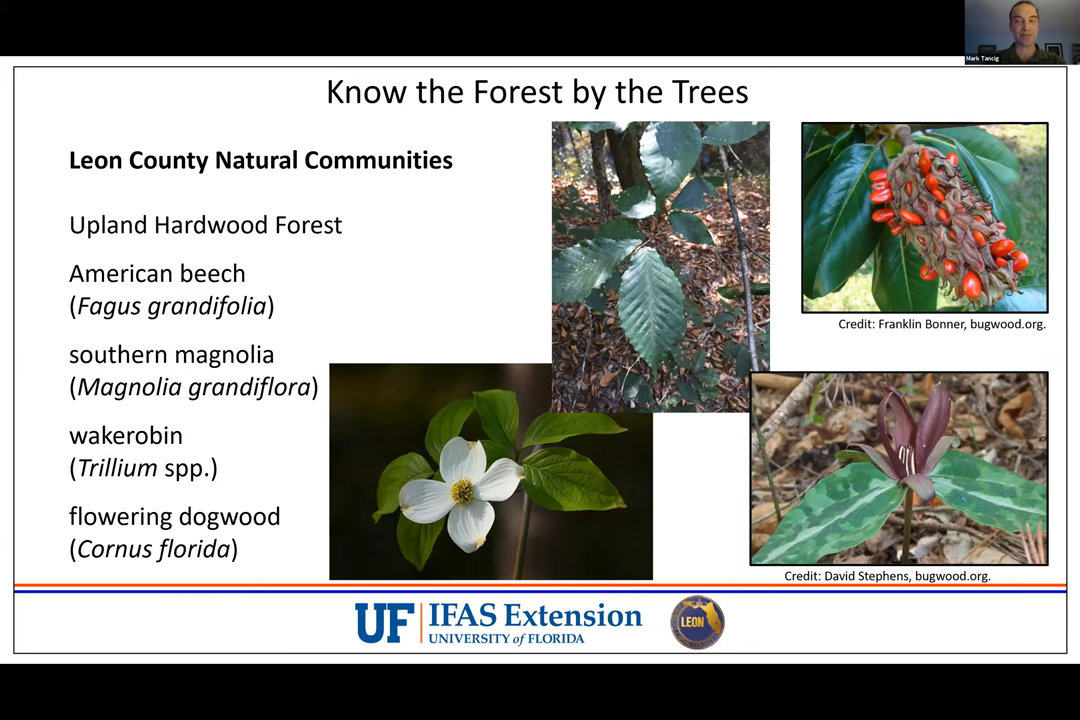 Mark Tancig
Know the Forest by the Trees
Leon County Natural Communities
Upland Hardwood Forest
American beech
(Fagus grandifolia)
southern magnolia
(Magnolia grandiflora)
wakerobin
(Trillium spp.)
flowering dogwood
(Cornus florida)
Credit: Franklin Bonner, bugwood.org.
Credit: David Stephens, bugwood.org.
UF IFAS Extension
UNIVERSITY of FLORIDA
LEON